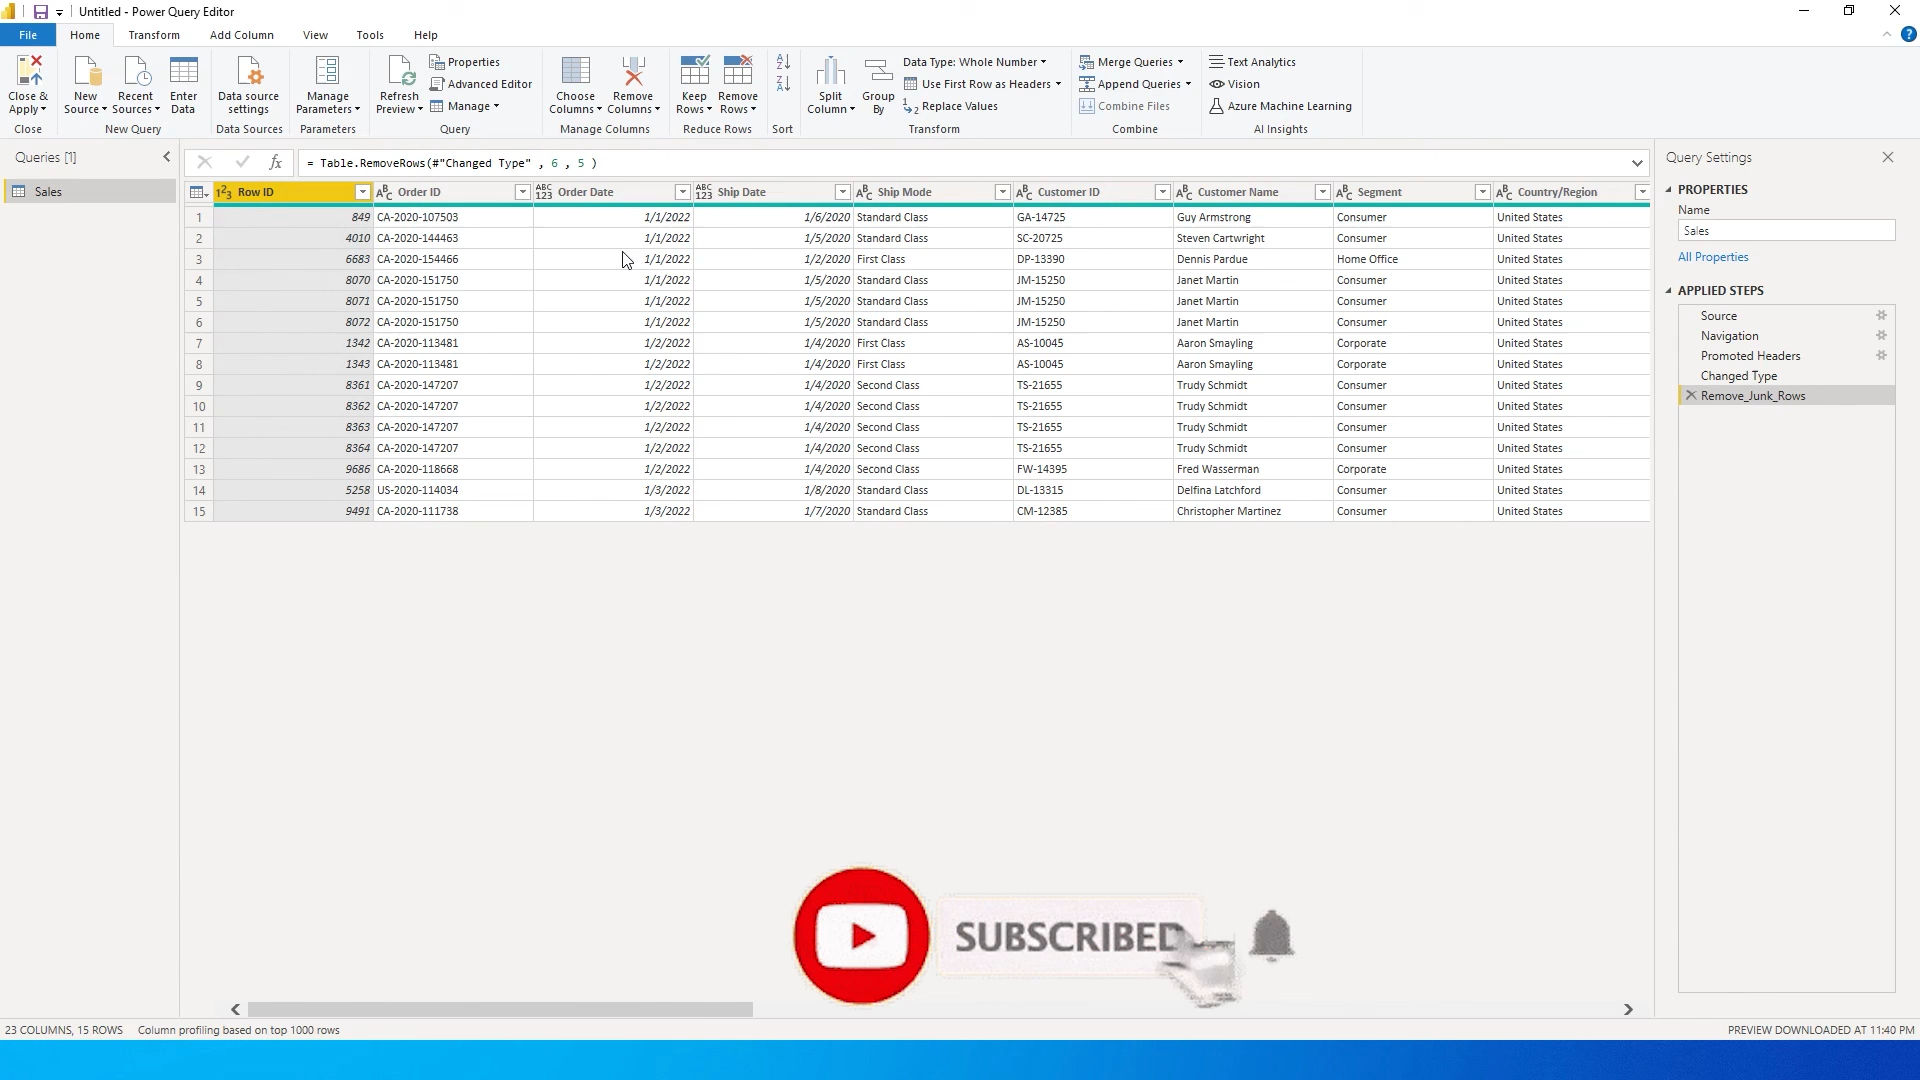 Untitled - Power Query Editor
File Home Transform Add Column View Tools Help
Close & Apply
Close
New Source
Recent Sources
Enter Data
New Query
Data source settings
Data Sources
Manage Parameters
Parameters
Refresh Preview
Properties
Advanced Editor
Manage
Query
Choose Columns
Remove Columns
Manage Columns
Keep Rows
Remove Rows
Reduce Rows
Sort
Split Column
Group By
Data Type: Whole Number
Use First Row as Headers
Replace Values
Transform
Merge Queries
Append Queries
Combine Files
Combine
Text Analytics
Vision
Azure Machine Learning
AI Insights
Queries [1]
Sales
fx = Table.RemoveRows(#"Changed Type" , 6 , 5 )
Row ID Order ID Order Date Ship Date Ship Mode Customer ID Customer Name Segment Country/Region
1 849 CA-2020-107503 1/1/2022 1/6/2020 Standard Class GA-14725 Guy Armstrong Consumer United States
2 4010 CA-2020-144463 1/1/2022 1/5/2020 Standard Class SC-20725 Steven Cartwright Consumer United States
3 6683 CA-2020-154466 1/1/2022 1/2/2020 First Class DP-13390 Dennis Pardue Home Office United States
4 8070 CA-2020-151750 1/1/2022 1/5/2020 Standard Class JM-15250 Janet Martin Consumer United States
5 8071 CA-2020-151750 1/1/2022 1/5/2020 Standard Class JM-15250 Janet Martin Consumer United States
6 8072 CA-2020-151750 1/1/2022 1/5/2020 Standard Class JM-15250 Janet Martin Consumer United States
7 1342 CA-2020-113481 1/2/2022 1/4/2020 First Class AS-10045 Aaron Smayling Corporate United States
8 1343 CA-2020-113481 1/2/2022 1/4/2020 First Class AS-10045 Aaron Smayling Corporate United States
9 8361 CA-2020-147207 1/2/2022 1/4/2020 Second Class TS-21655 Trudy Schmidt Consumer United States
10 8362 CA-2020-147207 1/2/2022 1/4/2020 Second Class TS-21655 Trudy Schmidt Consumer United States
11 8363 CA-2020-147207 1/2/2022 1/4/2020 Second Class TS-21655 Trudy Schmidt Consumer United States
12 8364 CA-2020-147207 1/2/2022 1/4/2020 Second Class TS-21655 Trudy Schmidt Consumer United States
13 9686 CA-2020-118668 1/2/2022 1/4/2020 Second Class FW-14395 Fred Wasserman Corporate United States
14 5258 US-2020-114034 1/3/2022 1/8/2020 Standard Class DL-13315 Delfina Latchford Consumer United States
15 9491 CA-2020-111738 1/3/2022 1/7/2020 Standard Class CM-12385 Christopher Martinez Consumer United States
Query Settings
PROPERTIES
Name
Sales
All Properties
APPLIED STEPS
Source
Navigation
Promoted Headers
Changed Type
Remove_Junk_Rows
SUBSCRIBED
23 COLUMNS, 15 ROWS Column profiling based on top 1000 rows PREVIEW DOWNLOADED AT 11:40 PM